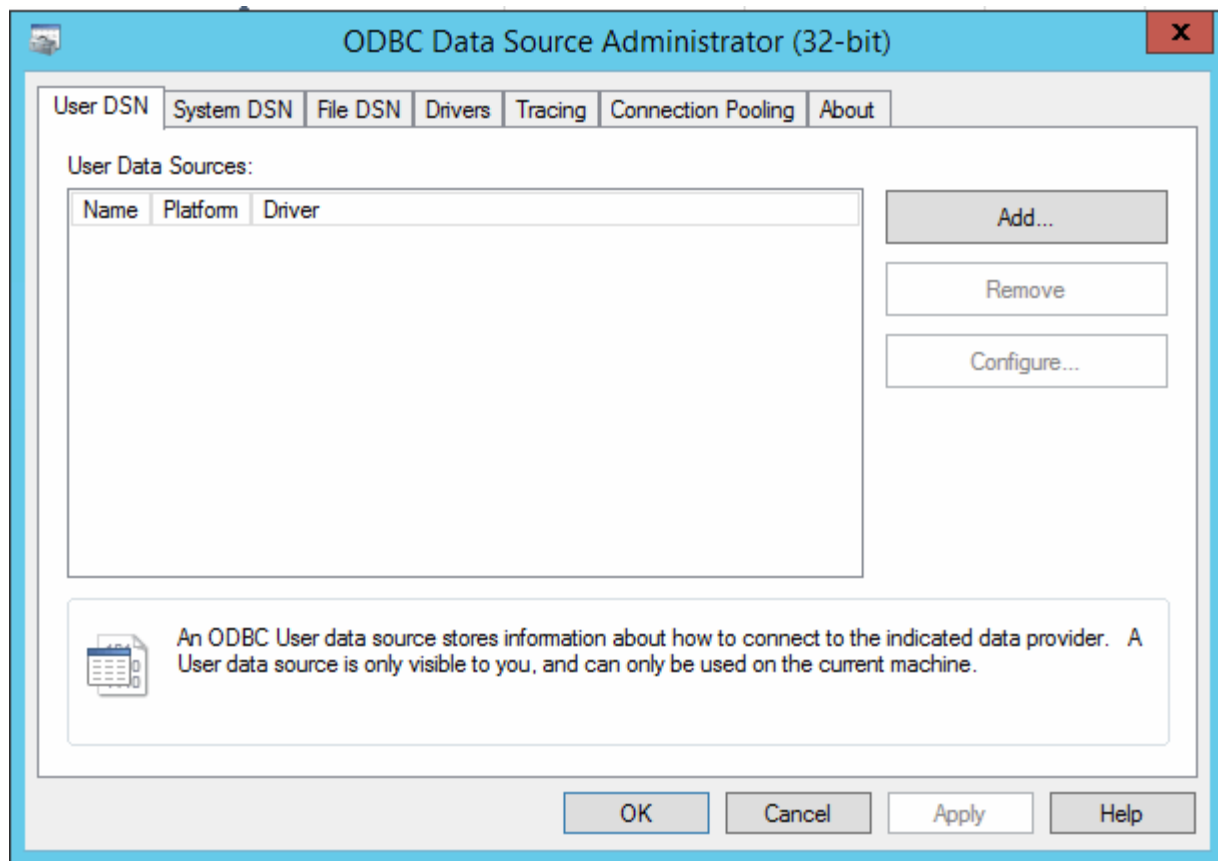 ODBC Data Source Administrator (32-bit)
x
User DSN System DSN File DSN Drivers Tracing Connection Pooling About
User Data Sources:
Name Platform Driver
Add...
Remove
Configure...
An ODBC User data source stores information about how to connect to the indicated data provider. A
User data source is only visible to you, and can only be used on the current machine.
OK Cancel Apply Help